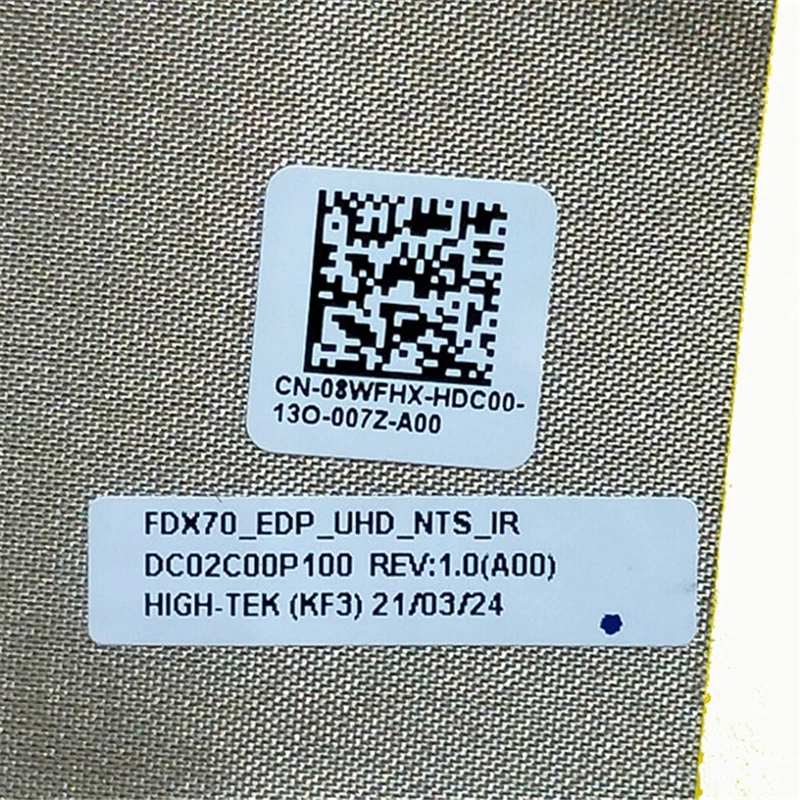 CN-08WFHX-HDC00-
13O-007Z-A00
FDX70_EDP_UHD_NTS_IR
DC02C00P100 REV:1.0(A00)
HIGH-TEK (KF3) 21/03/24